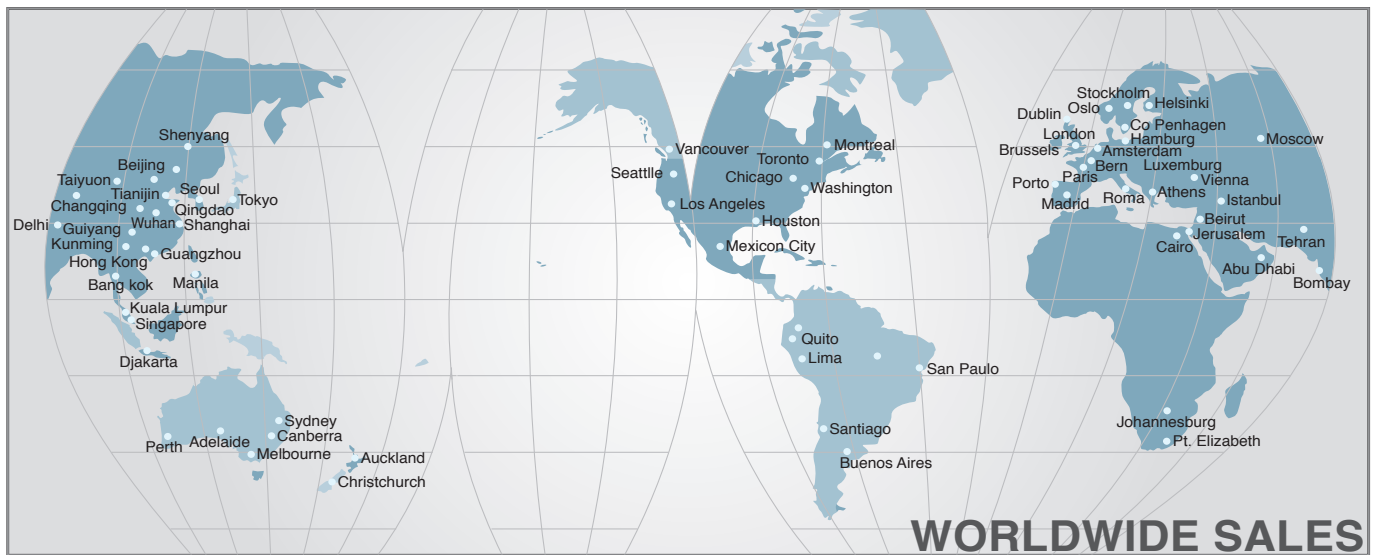 Shenyang
Beijing
Taiyuon
Tianijin
Seoul
Tokyo
Changqing
Qingdao
Delhi
Guiyang
Wuhan
Shanghai
Kunming
Guangzhou
Hong Kong
Bang kok
Manila
Kuala Lumpur
Singapore
Djakarta
Sydney
Adelaide
Canberra
Perth
Melbourne
Auckland
Christchurch
Vancouver
Montreal
Toronto
Seattlle
Chicago
Washington
Los Angeles
Houston
Mexicon City
Quito
Lima
San Paulo
Santiago
Buenos Aires
Stockholm
Oslo
Helsinki
Dublin
Co Penhagen
London
Hamburg
Moscow
Brussels
Amsterdam
Bern
Luxemburg
Paris
Vienna
Porto
Madrid
Roma
Athens
Istanbul
Beirut
Jerusalem
Cairo
Tehran
Abu Dhabi
Bombay
Johannesburg
Pt. Elizabeth
WORLDWIDE SALES